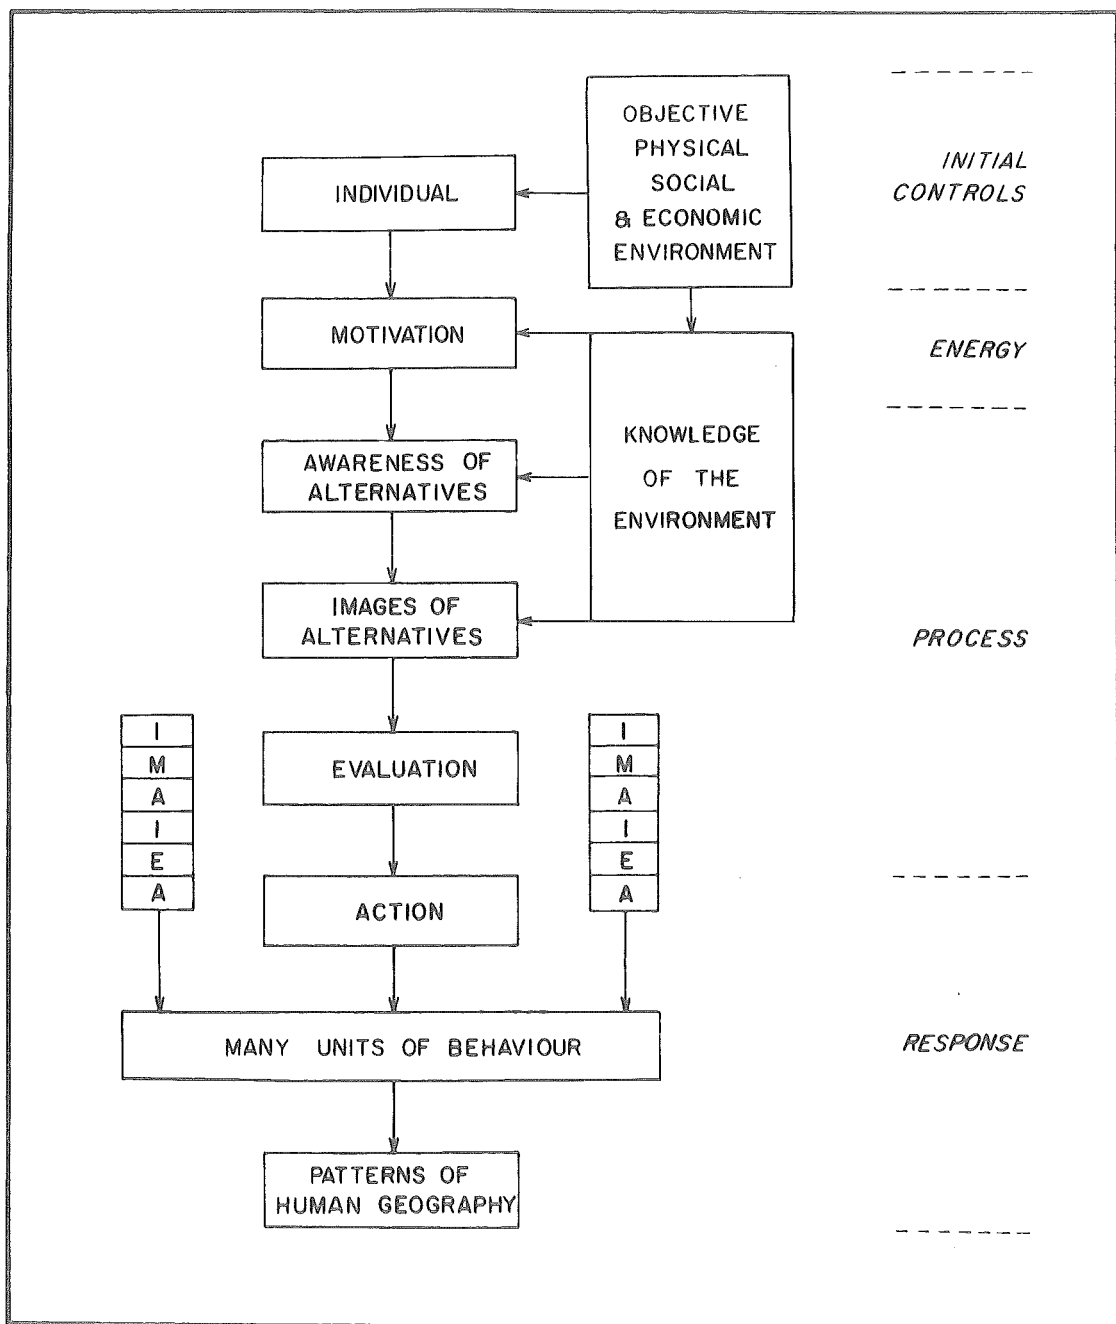 OBJECTIVE
PHYSICAL
SOCIAL
& ECONOMIC
ENVIRONMENT
INITIAL
CONTROLS
INDIVIDUAL
MOTIVATION
ENERGY
KNOWLEDGE
OF THE
ENVIRONMENT
AWARENESS OF
ALTERNATIVES
IMAGES OF
ALTERNATIVES
PROCESS
I
M
A
I
E
A
EVALUATION
I
M
A
I
E
A
ACTION
MANY UNITS OF BEHAVIOUR
RESPONSE
PATTERNS OF
HUMAN GEOGRAPHY